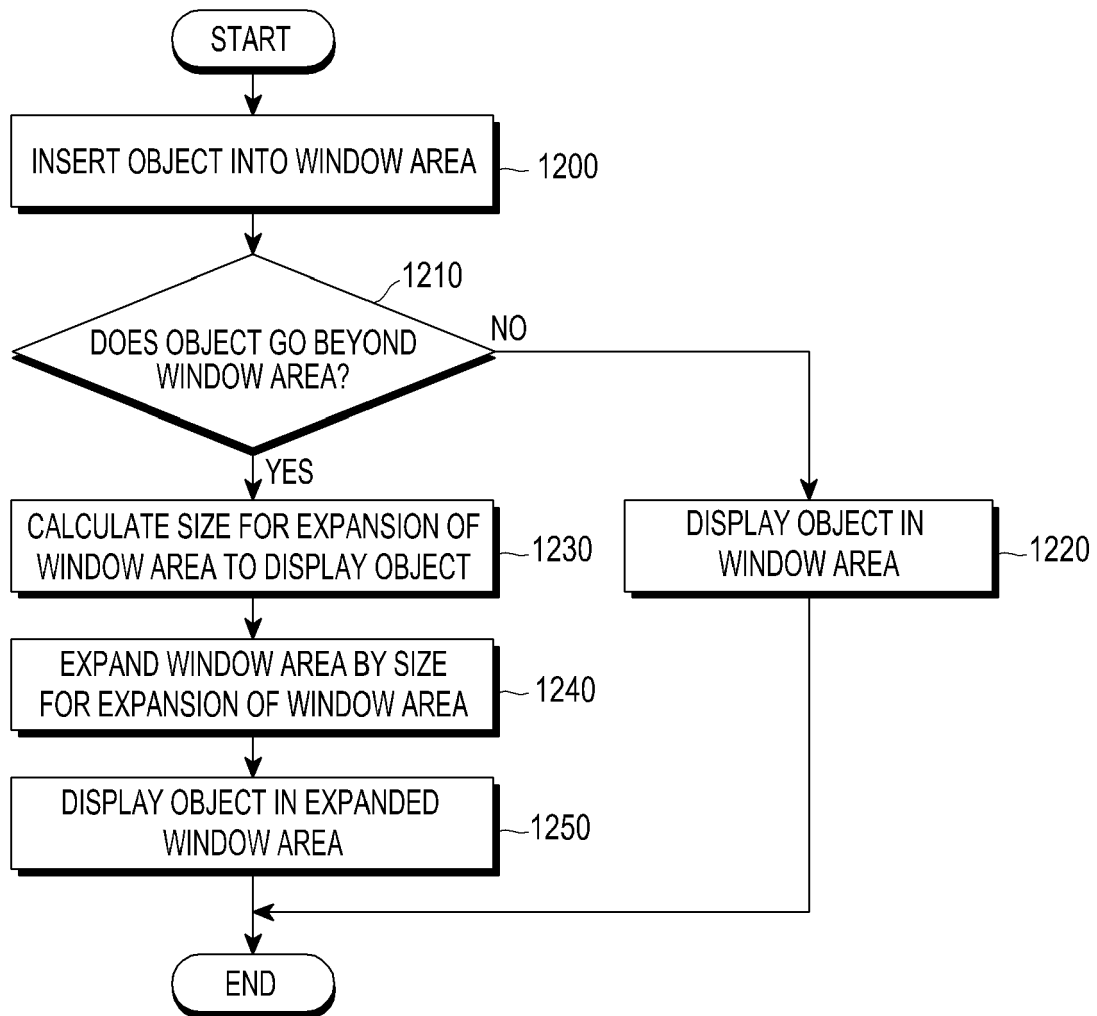 START
INSERT OBJECT INTO WINDOW AREA
1200
1210
DOES OBJECT GO BEYOND
WINDOW AREA?
NO
YES
CALCULATE SIZE FOR EXPANSION OF
WINDOW AREA TO DISPLAY OBJECT
1230
DISPLAY OBJECT IN
WINDOW AREA
1220
EXPAND WINDOW AREA BY SIZE
FOR EXPANSION OF WINDOW AREA
1240
DISPLAY OBJECT IN EXPANDED
WINDOW AREA
1250
END